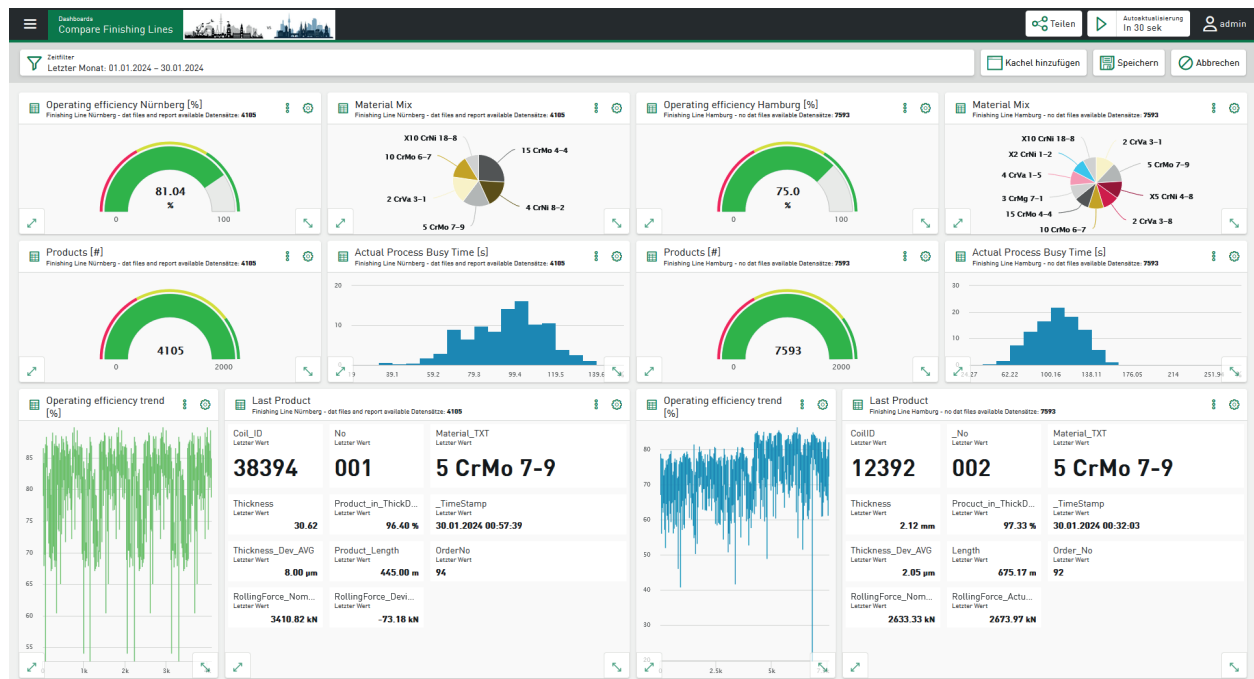 Dashboards
Compare Finishing Lines
vs
Teilen
Autoaktualisierung
In 30 sek
admin
Zeitfilter
Letzter Monat: 01.01.2024 – 30.01.2024
Kachel hinzufügen
Speichern
Abbrechen
Operating efficiency Nürnberg [%]
Finishing Line Nürnberg - dat files and report available Datensätze: 4105
81.04
%
0
100
Material Mix
Finishing Line Nürnberg - dat files and report available Datensätze: 4105
X10 CrNi 18-8
15 CrMo 4-4
10 CrMo 6-7
2 CrVa 3-1
4 CrNi 8-2
5 CrMo 7-9
Operating efficiency Hamburg [%]
Finishing Line Hamburg - no dat files available Datensätze: 7593
75.0
%
0
100
Material Mix
Finishing Line Hamburg - no dat files available Datensätze: 7593
X10 CrNi 18-8
2 CrVa 3-1
X2 CrNi 1-2
5 CrMo 7-9
4 CrVa 1-5
3 CrMg 7-1
X5 CrNi 4-8
15 CrMo 4-4
2 CrVa 3-8
10 CrMo 6-7
Products [#]
Finishing Line Nürnberg - dat files and report available Datensätze: 4105
4105
0
2000
Actual Process Busy Time [s]
Finishing Line Nürnberg - dat files and report available Datensätze: 4105
20
10
0
39.1
59.2
79.3
99.4
119.5
Products [#]
Finishing Line Hamburg - no dat files available Datensätze: 7593
7593
0
2000
Actual Process Busy Time [s]
Finishing Line Hamburg - no dat files available Datensätze: 7593
30
20
10
0
62.22
100.16
138.11
176.05
214
Operating efficiency trend
[%]
85
80
75
70
65
60
55
0
1k
2k
3k
Last Product
Finishing Line Nürnberg - dat files and report available Datensätze: 4105
Coil_ID
Letzter Wert
38394
No
Letzter Wert
001
Material_TXT
Letzter Wert
5 CrMo 7-9
Thickness
Letzter Wert
30.62
Product_in_ThickD...
Letzter Wert
96.40 %
_TimeStamp
Letzter Wert
30.01.2024 00:57:39
Thickness_Dev_AVG
Letzter Wert
8.00 µm
Product_Length
Letzter Wert
445.00 m
OrderNo
Letzter Wert
94
RollingForce_Nom...
Letzter Wert
3410.82 kN
RollingForce_Devi...
Letzter Wert
-73.18 kN
Operating efficiency trend
[%]
80
70
60
50
40
30
20
0
2.5k
5k
Last Product
Finishing Line Hamburg - no dat files available Datensätze: 7593
CoilID
Letzter Wert
12392
_No
Letzter Wert
002
Material_TXT
Letzter Wert
5 CrMo 7-9
Thickness
Letzter Wert
2.12 mm
Procuct_in_ThickD...
Letzter Wert
97.33 %
_TimeStamp
Letzter Wert
30.01.2024 00:32:03
Thickness_Dev_AVG
Letzter Wert
2.05 µm
Length
Letzter Wert
675.17 m
Order_No
Letzter Wert
92
RollingForce_Nom...
Letzter Wert
2633.33 kN
RollingForce_Actu...
Letzter Wert
2673.97 kN